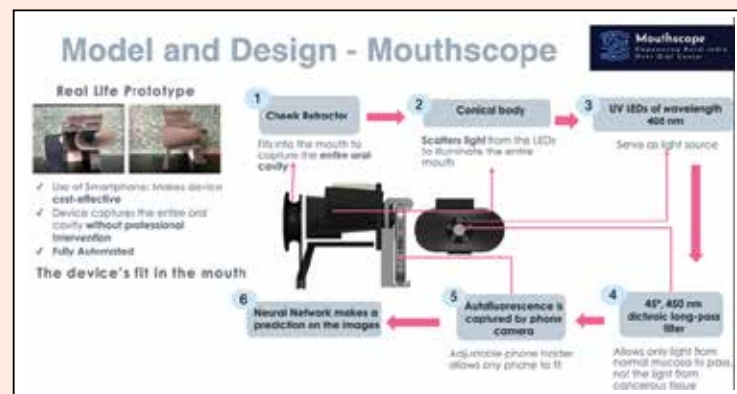 Model and Design - Mouthscope
Mouthscope
Empowering Rural India
Over Oral Cancer
Real Life Prototype
✓ Use of Smartphone: Makes device
cost-effective
✓ Device captures the entire oral
cavity without professional
intervention
✓ Fully Automated
The device's fit in the mouth
1
Cheek Retractor
Fits into the mouth to
capture the entire oral
cavity
2
Conical body
Scatters light from the LEDs
to illuminate the entire
mouth
3
UV LEDs of wavelength
405 nm
Serve as light source
4
45°, 450 nm
dichroic long-pass
filter
Allows only light from
normal mucosa to pass,
not the light from
cancerous tissue
5
Autofluorescence is
captured by phone
camera
Adjustable phone holder
allows any phone to fit
6
Neural Network makes a
prediction on the images